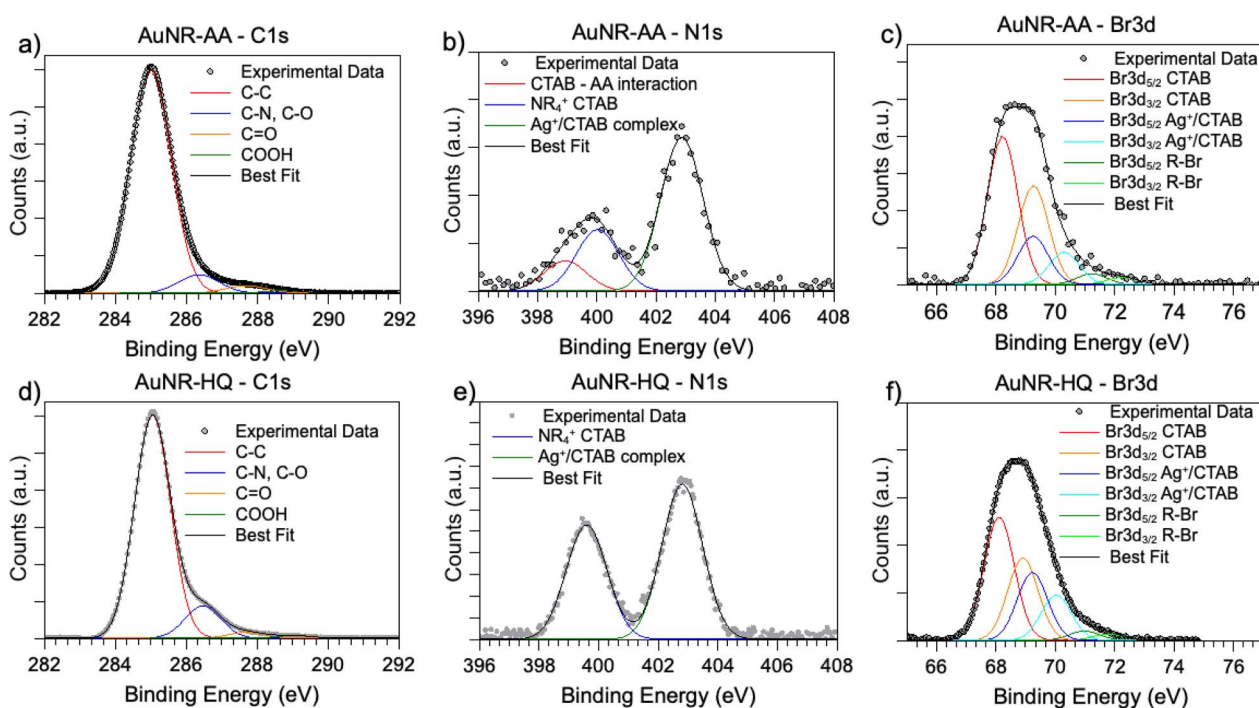 a)
AuNR-AA - C1s
Experimental Data
C-C
C-N, C-O
C=O
COOH
Best Fit
Counts (a.u.)
282 284 286 288 290 292
Binding Energy (eV)
b)
AuNR-AA - N1s
Experimental Data
CTAB - AA interaction
NR₄⁺ CTAB
Ag⁺/CTAB complex
Best Fit
Counts (a.u.)
396 398 400 402 404 406 408
Binding Energy (eV)
c)
AuNR-AA - Br3d
Experimental Data
Br3d₅/₂ CTAB
Br3d₃/₂ CTAB
Br3d₅/₂ Ag⁺/CTAB
Br3d₃/₂ Ag⁺/CTAB
Br3d₅/₂ R-Br
Br3d₃/₂ R-Br
Best Fit
Counts (a.u.)
66 68 70 72 74 76
Binding Energy (eV)
d)
AuNR-HQ - C1s
Experimental Data
C-C
C-N, C-O
C=O
COOH
Best Fit
Counts (a.u.)
282 284 286 288 290 292
Binding Energy (eV)
e)
AuNR-HQ - N1s
Experimental Data
NR₄⁺ CTAB
Ag⁺/CTAB complex
Best Fit
Counts (a.u.)
396 398 400 402 404 406 408
Binding Energy (eV)
f)
AuNR-HQ - Br3d
Experimental Data
Br3d₅/₂ CTAB
Br3d₃/₂ CTAB
Br3d₅/₂ Ag⁺/CTAB
Br3d₃/₂ Ag⁺/CTAB
Br3d₅/₂ R-Br
Br3d₃/₂ R-Br
Best Fit
Counts (a.u.)
66 68 70 72 74 76
Binding Energy (eV)